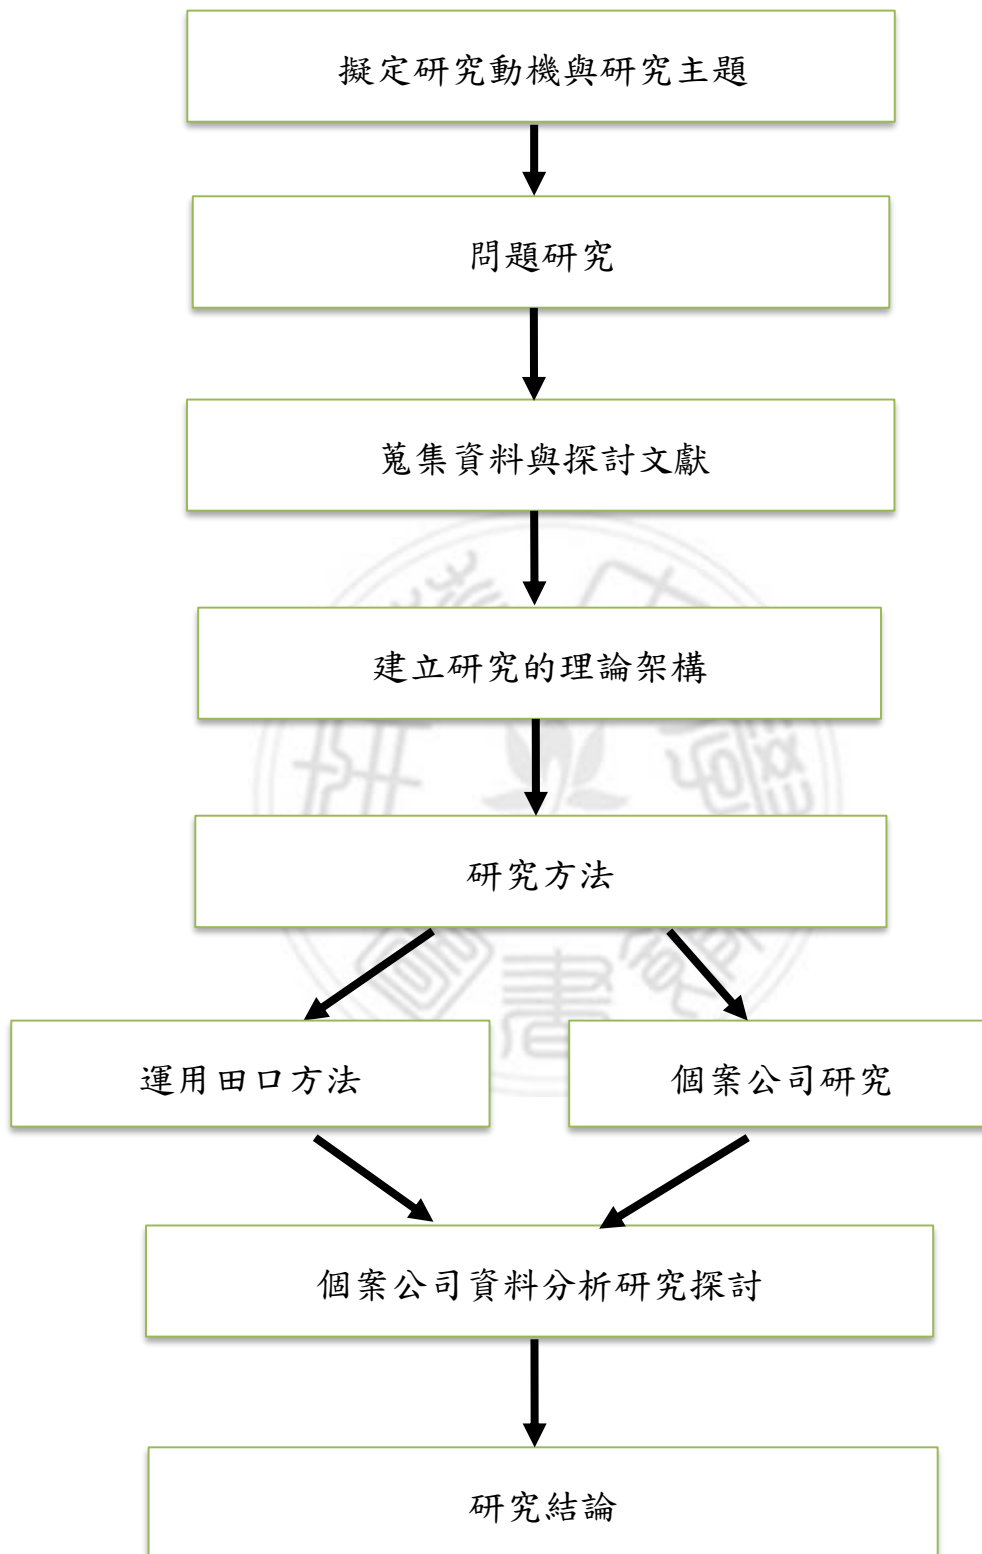 擬定研究動機與研究主題
問題研究
蒐集資料與探討文獻
建立研究的理論架構
研究方法
運用田口方法
個案公司研究
個案公司資料分析研究探討
研究結論